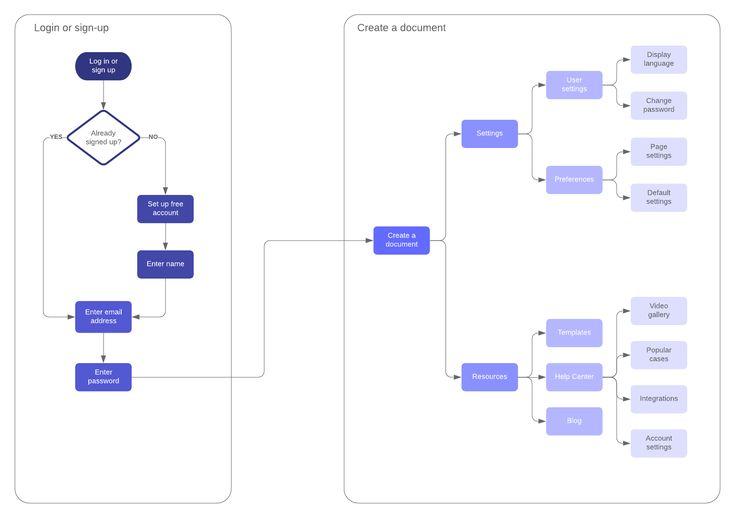 Login or sign-up
Log in or
sign up
Already
signed up?
YES
NO
Set up free
account
Enter name
Enter email
address
Enter
password
Create a document
Create a
document
Settings
User
settings
Display
language
Change
password
Preferences
Page
settings
Default
settings
Resources
Templates
Help Center
Blog
Video
gallery
Popular
cases
Integrations
Account
settings